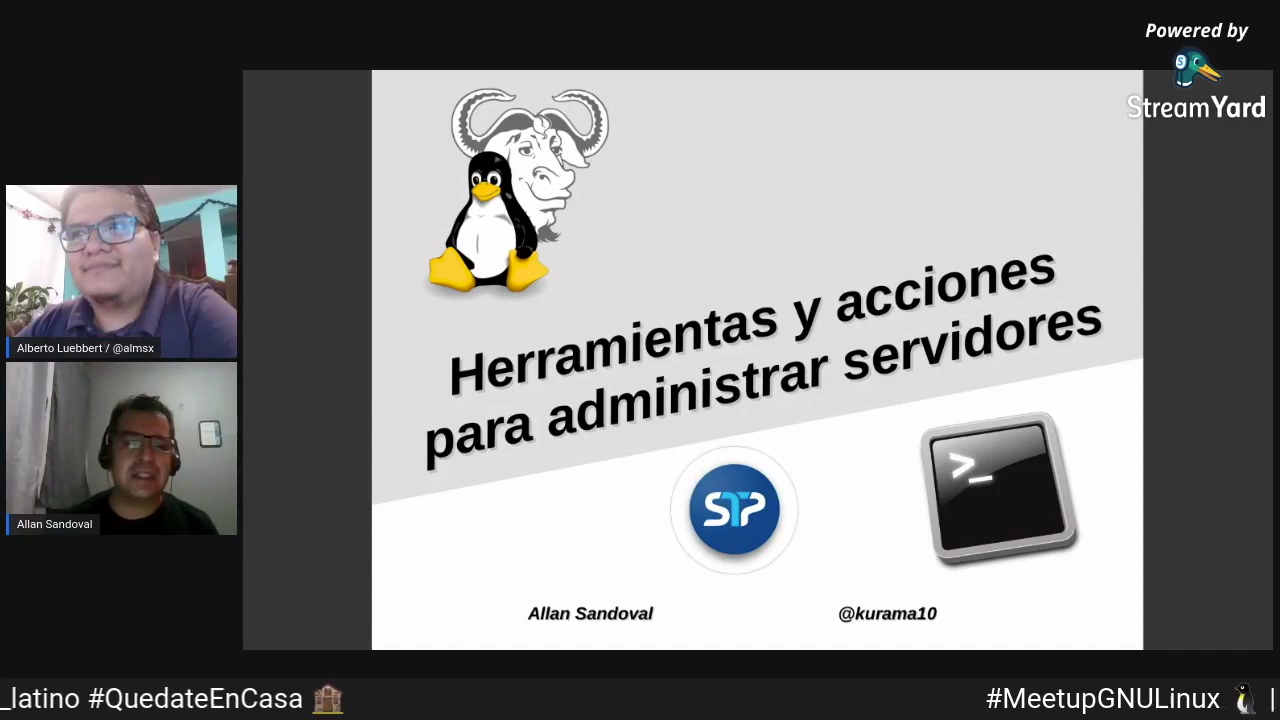 Powered by
StreamYard
Herramientas y acciones
para administrar servidores
>_
STP
Allan Sandoval
@kurama10
Alberto Luebbert / @almsx
Allan Sandoval
_latino #QuedateEnCasa 🏚️
#MeetupGNULinux 🐧 |